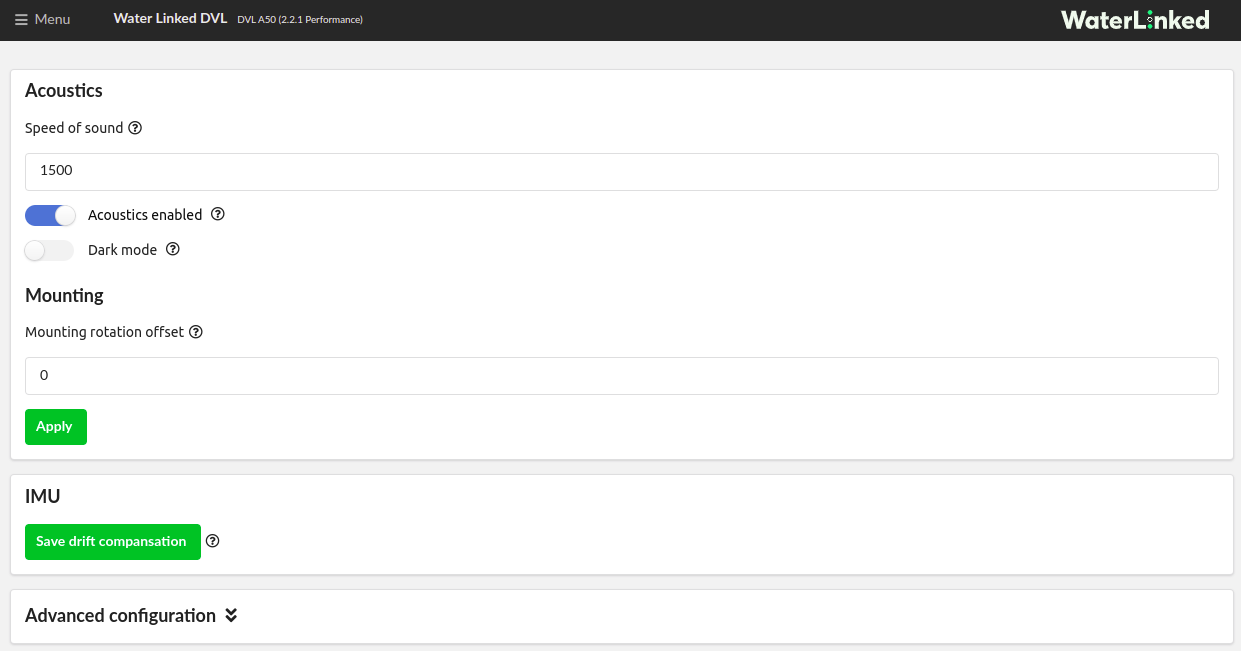 Menu
Water Linked DVL DVL A50 (2.2.1 Performance)
WaterLinked
Acoustics
Speed of sound
1500
Acoustics enabled
Dark mode
Mounting
Mounting rotation offset
0
Apply
IMU
Save drift compansation
Advanced configuration